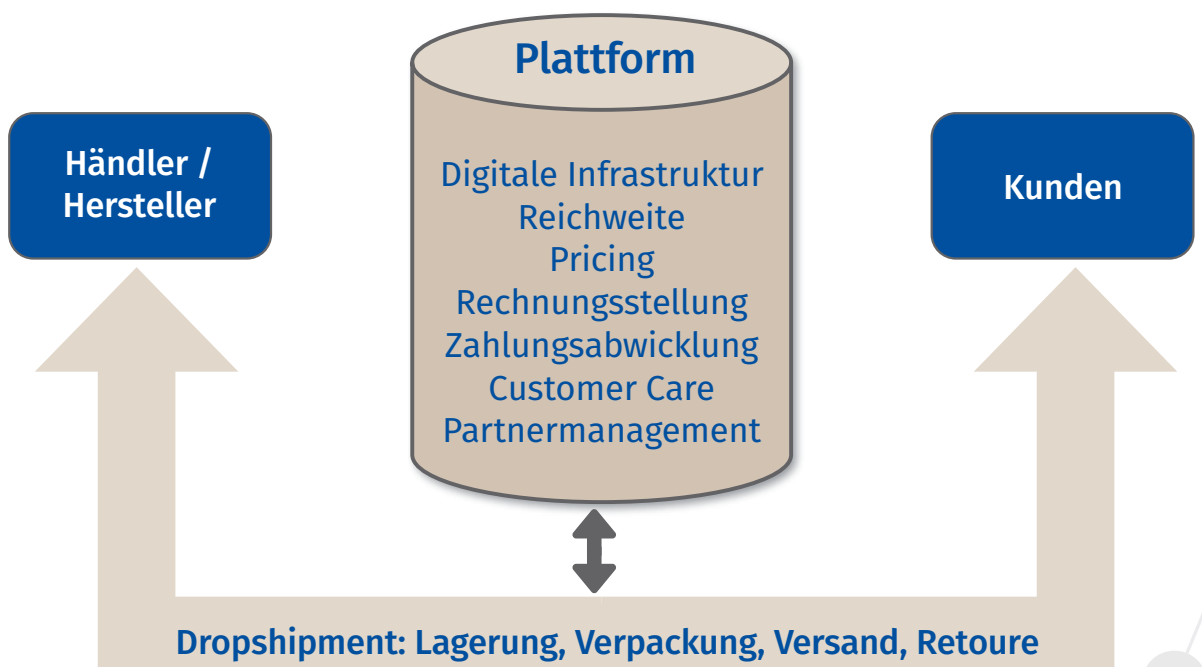 Plattform
Händler /
Hersteller
Digitale Infrastruktur
Reichweite
Pricing
Rechnungsstellung
Zahlungsabwicklung
Customer Care
Partnermanagement
Kunden
Dropshipment: Lagerung, Verpackung, Versand, Retoure